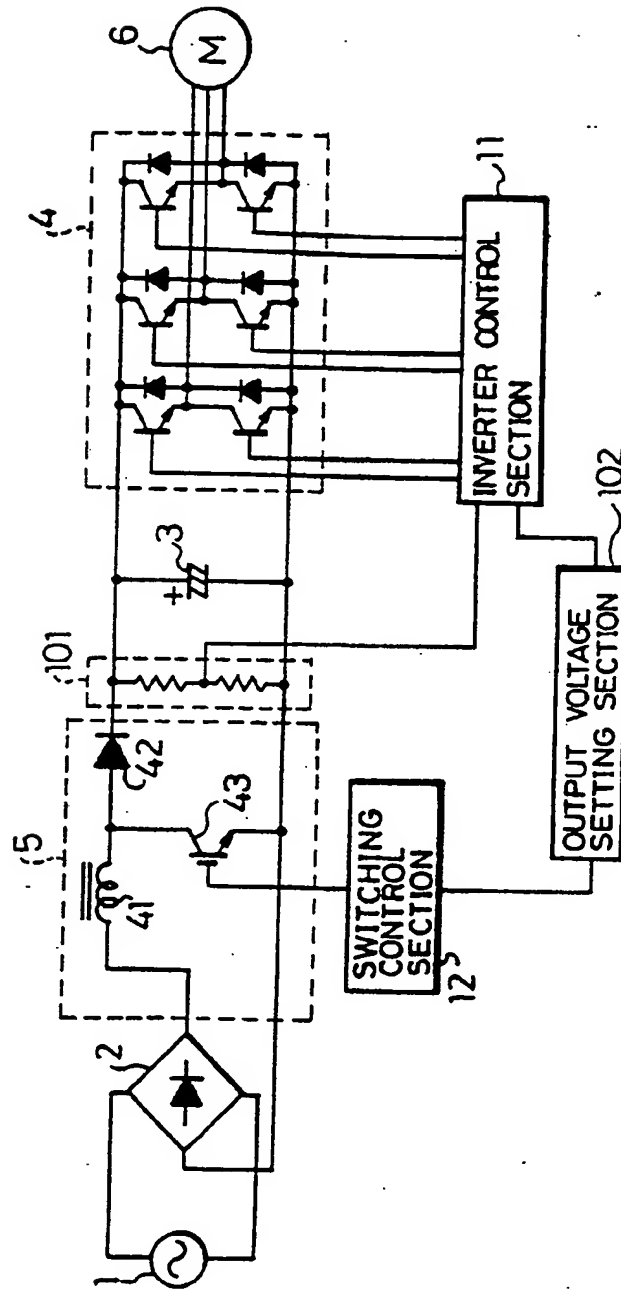 1
2
5
41
42
43
101
3
+
4
6
M
SWITCHING
CONTROL
SECTION
12
OUTPUT VOLTAGE
SETTING SECTION
102
INVERTER CONTROL
SECTION
11